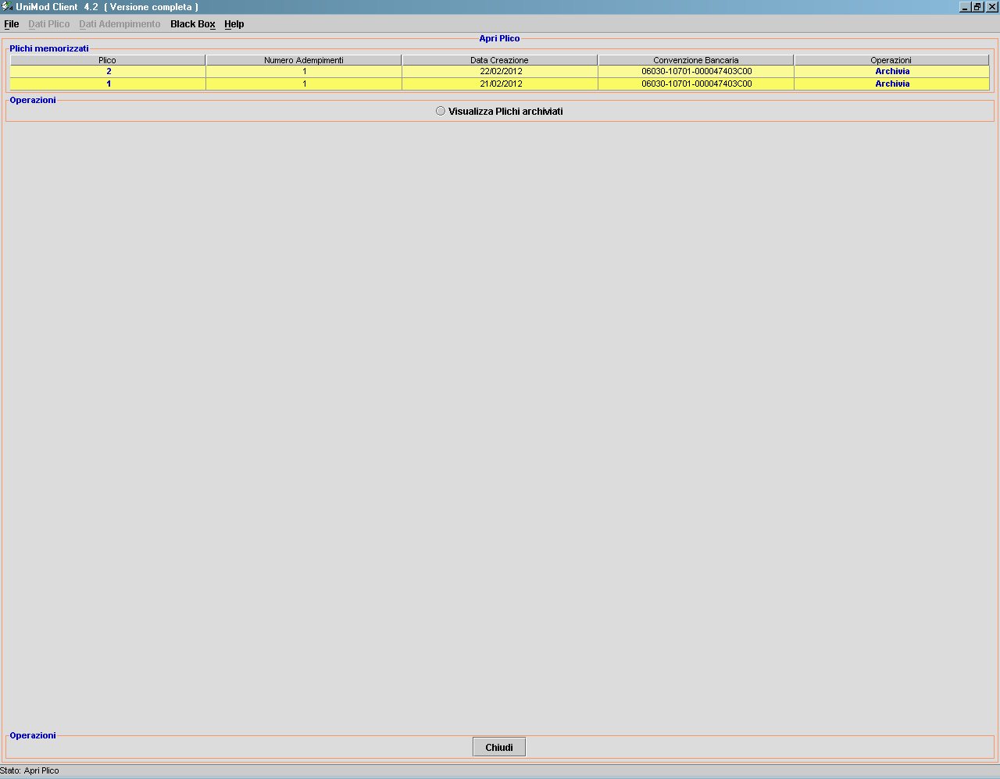 UniMod Client 4.2 ( Versione completa )
File Dati Plico Dati Adempimento Black Box Help
Apri Plico
Plichi memorizzati
Plico Numero Adempimenti Data Creazione Convenzione Bancaria Operazioni
2 1 22/02/2012 06030-10701-000047403C00 Archivia
1 1 21/02/2012 06030-10701-000047403C00 Archivia
Operazioni
Visualizza Plichi archiviati
Operazioni
Chiudi
Stato: Apri Plico